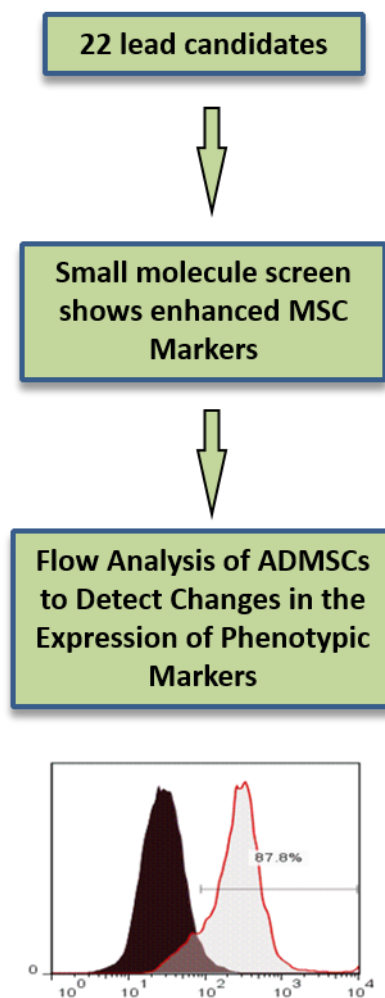 22 lead candidates
Small molecule screen
shows enhanced MSC
Markers
Flow Analysis of ADMSCs
to Detect Changes in the
Expression of Phenotypic
Markers
87.8%
0
10⁰ 10¹ 10² 10³ 10⁴